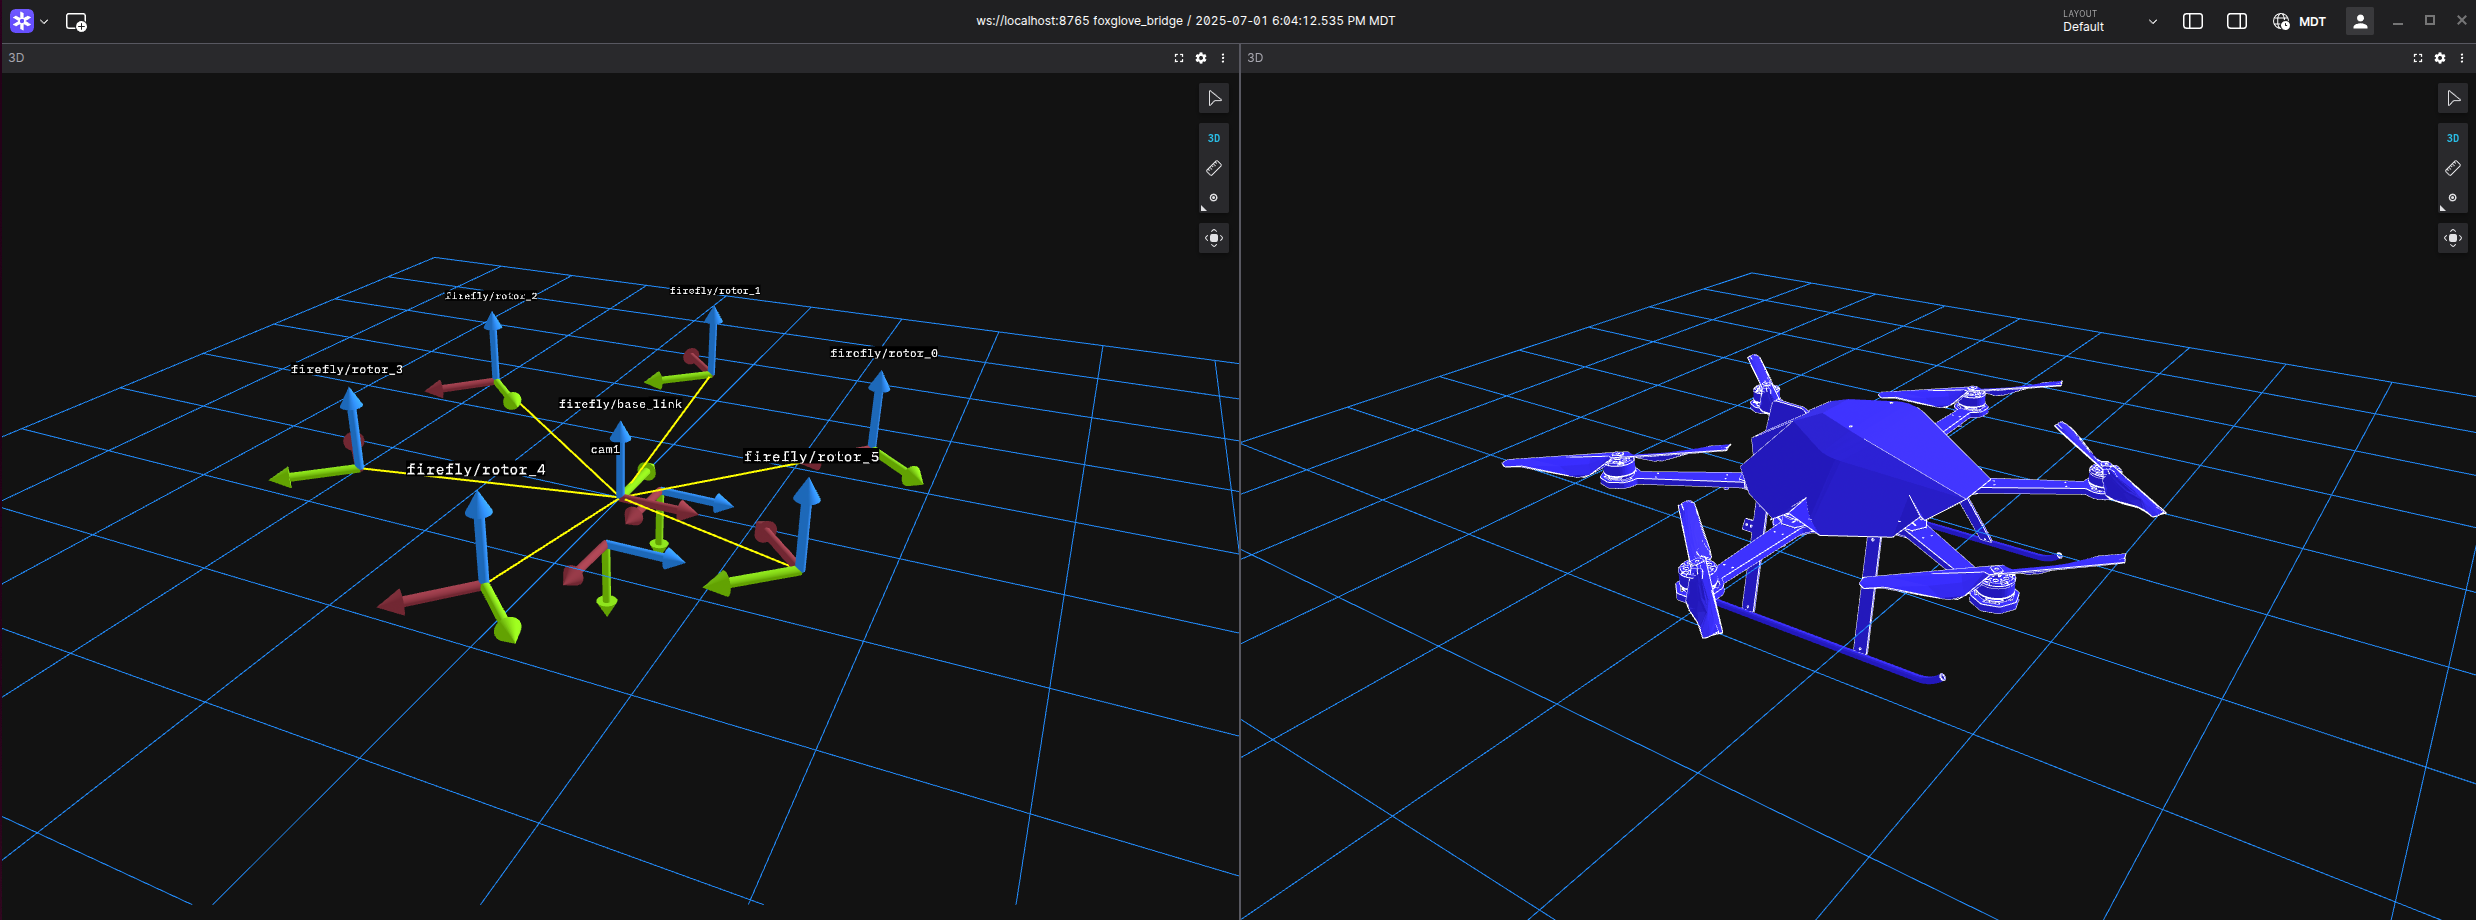 ws://localhost:8765 foxglove_bridge / 2025-07-01 6:04:12.535 PM MDT
LAYOUT
Default
MDT
3D
3D
3D
3D
firefly/rotor_2
firefly/rotor_1
firefly/rotor_0
firefly/rotor_3
firefly/base_link
cam1
firefly/rotor_5
firefly/rotor_4